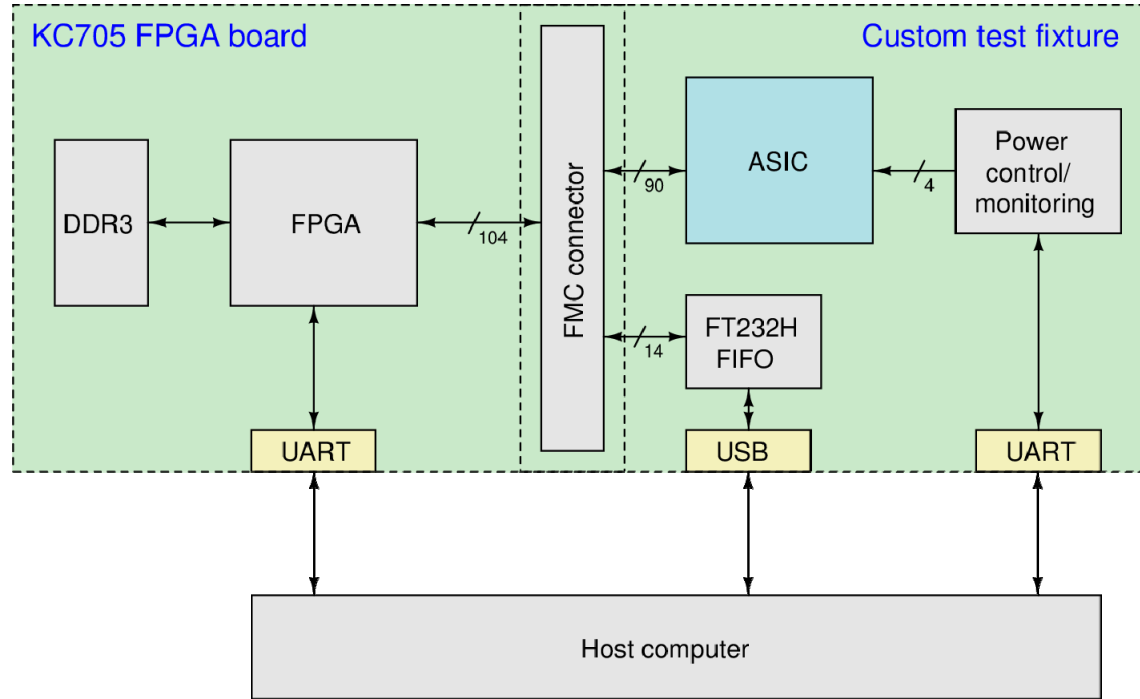 KC705 FPGA board
Custom test fixture
DDR3
FPGA
104
FMC connector
90
ASIC
4
Power
control/
monitoring
14
FT232H
FIFO
UART
USB
UART
Host computer